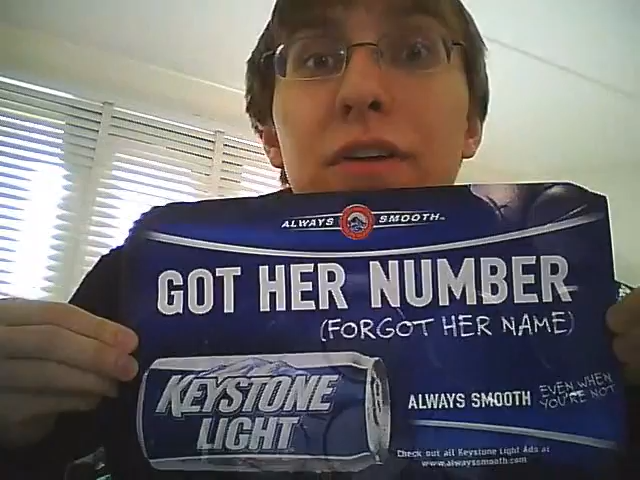 ALWAYS SMOOTH
GOT HER NUMBER
(FORGOT HER NAME)
KEYSTONE
LIGHT
ALWAYS SMOOTH EVEN WHEN
YOU'RE NOT
Check out all Keystone Light Ads at
www.alwayssmooth.com